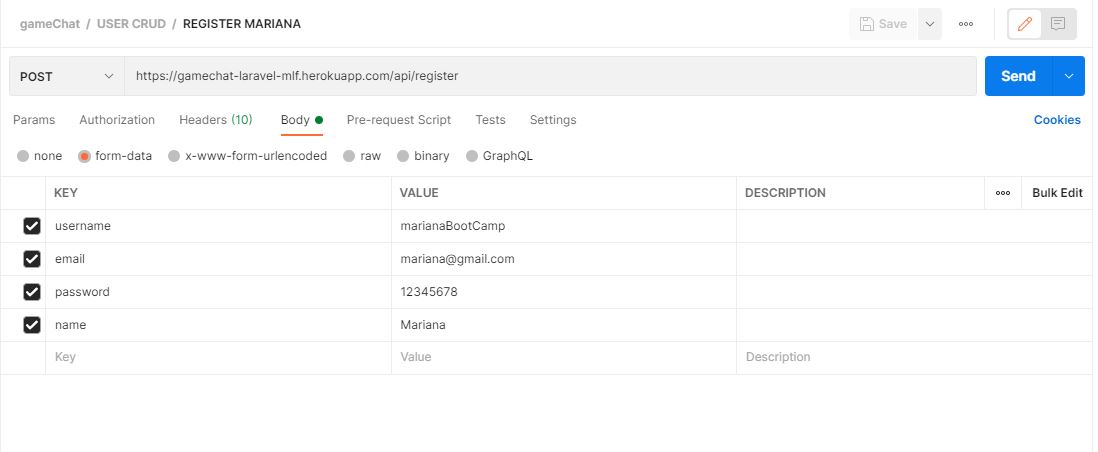 gameChat / USER CRUD / REGISTER MARIANA Save ooo
POST https://gamechat-laravel-mlf.herokuapp.com/api/register Send
Params Authorization Headers (10) Body Pre-request Script Tests Settings Cookies
none form-data x-www-form-urlencoded raw binary GraphQL
KEY VALUE DESCRIPTION ooo Bulk Edit
username marianaBootCamp
email mariana@gmail.com
password 12345678
name Mariana
Key Value Description